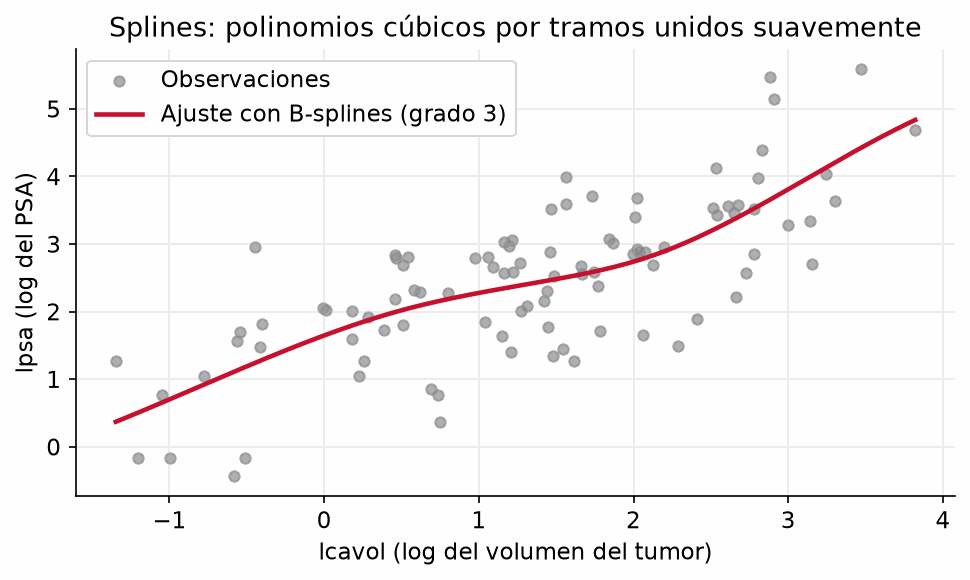 Splines: polinomios cúbicos por tramos unidos suavemente
Observaciones
Ajuste con B-splines (grado 3)
lpsa (log del PSA)
5
4
3
2
1
0
−1
0
1
2
3
4
lcavol (log del volumen del tumor)